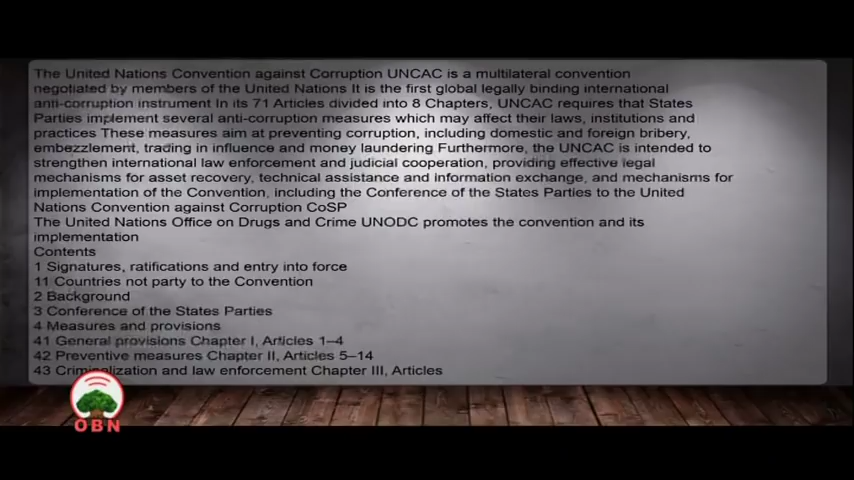 The United Nations Convention against Corruption UNCAC is a multilateral convention
negotiated by members of the United Nations It is the first global legally binding international
anti-corruption instrument In its 71 Articles divided into 8 Chapters, UNCAC requires that States
Parties implement several anti-corruption measures which may affect their laws, institutions and
practices These measures aim at preventing corruption, including domestic and foreign bribery,
embezzlement, trading in influence and money laundering Furthermore, the UNCAC is intended to
strengthen international law enforcement and judicial cooperation, providing effective legal
mechanisms for asset recovery, technical assistance and information exchange, and mechanisms for
implementation of the Convention, including the Conference of the States Parties to the United
Nations Convention against Corruption CoSP
The United Nations Office on Drugs and Crime UNODC promotes the convention and its
implementation
Contents
1 Signatures, ratifications and entry into force
11 Countries not party to the Convention
2 Background
3 Conference of the States Parties
4 Measures and provisions
41 General provisions Chapter I, Articles 1–4
42 Preventive measures Chapter II, Articles 5–14
43 Criminalization and law enforcement Chapter III, Articles
OBN